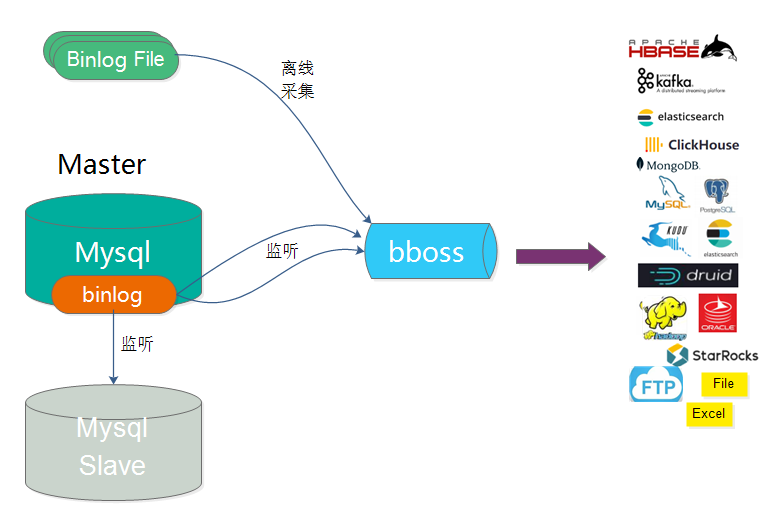 Binlog File
离线
采集
Master
Mysql
binlog
监听
bboss
监听
Mysql
Slave
APACHE
HBASE
kafka
A distributed streaming platform
elasticsearch
ClickHouse
MongoDB.
MySQL
PostgreSQL
KUDU
elasticsearch
druid
hadoop
ORACLE
StarRocks
FTP
File
Excel